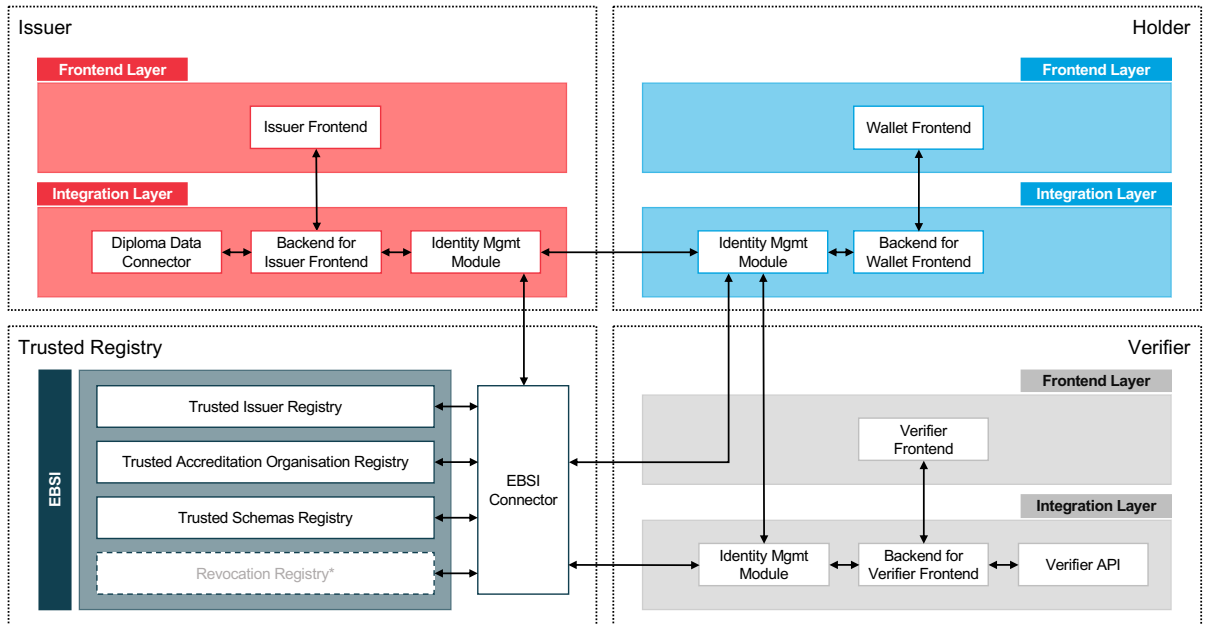 Issuer
Frontend Layer
Issuer Frontend
Integration Layer
Diploma Data
Connector
Backend for
Issuer Frontend
Identity Mgmt
Module
Holder
Frontend Layer
Wallet Frontend
Integration Layer
Identity Mgmt
Module
Backend for
Wallet Frontend
Trusted Registry
EBSI
Trusted Issuer Registry
Trusted Accreditation Organisation Registry
Trusted Schemas Registry
Revocation Registry*
EBSI
Connector
Verifier
Frontend Layer
Verifier
Frontend
Integration Layer
Identity Mgmt
Module
Backend for
Verifier Frontend
Verifier API